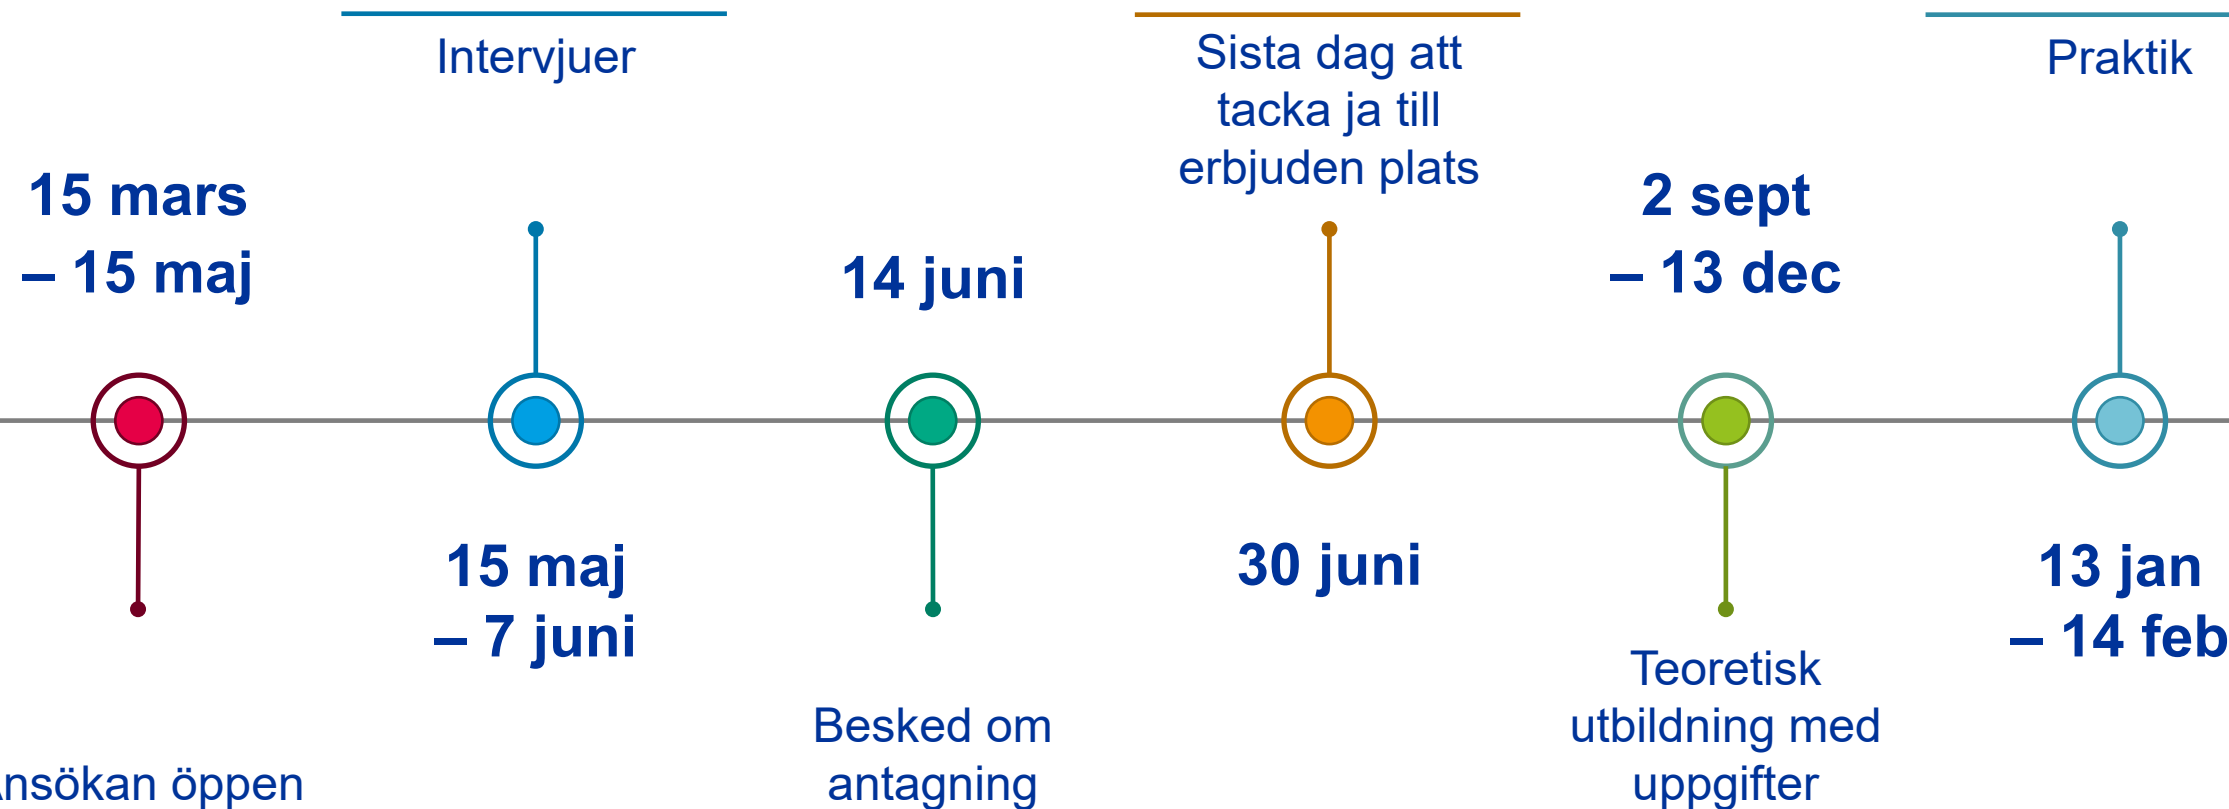 15 mars
– 15 maj
Ansökan öppen
Intervjuer
15 maj
– 7 juni
14 juni
Besked om
antagning
Sista dag att
tacka ja till
erbjuden plats
30 juni
2 sept
– 13 dec
Teoretisk
utbildning med
uppgifter
Praktik
13 jan
– 14 feb